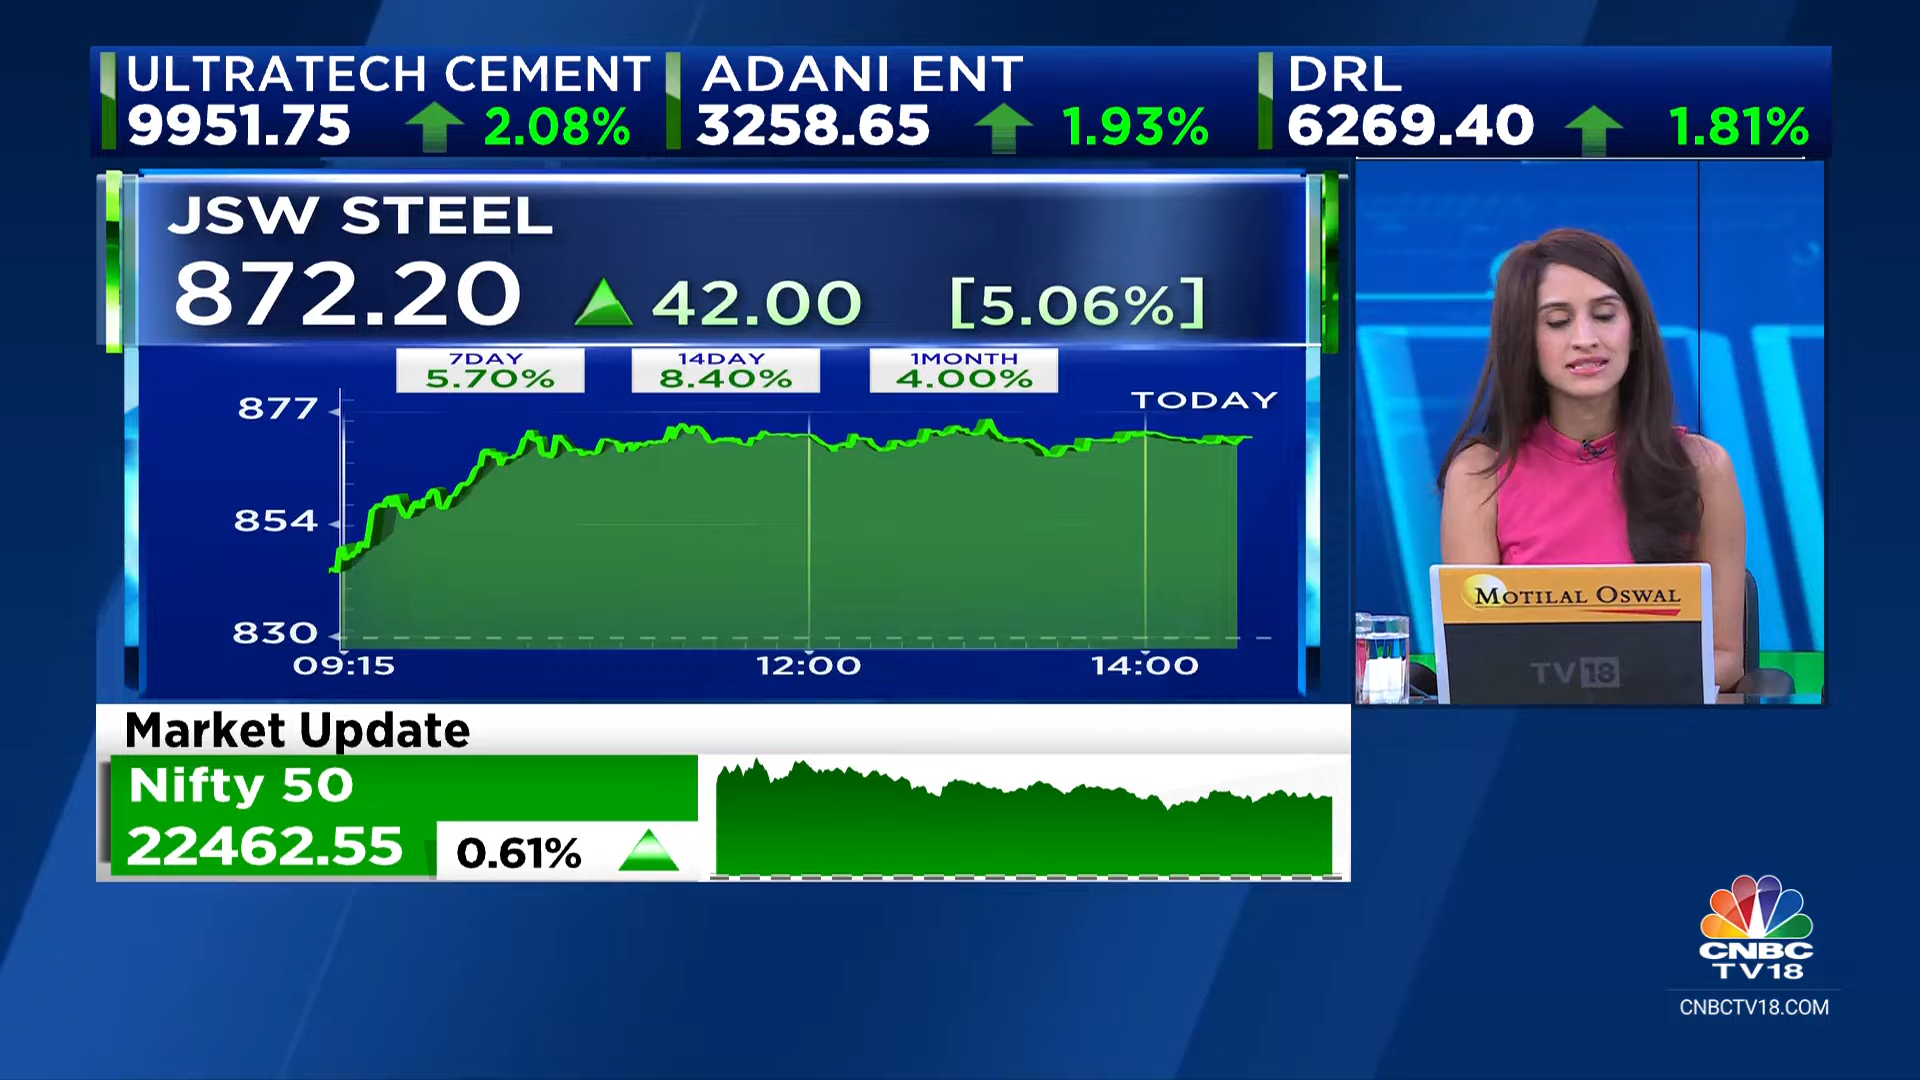 ULTRATECH CEMENT
9951.75 2.08%
ADANI ENT
3258.65 1.93%
DRL
6269.40 1.81%
JSW STEEL
872.20 42.00 [5.06%]
7DAY
5.70%
14DAY
8.40%
1MONTH
4.00%
TODAY
877
854
830
09:15 12:00 14:00
MOTILAL OSWAL
TV18
Market Update
Nifty 50
22462.55 0.61%
CNBC
TV18
CNBCTV18.COM